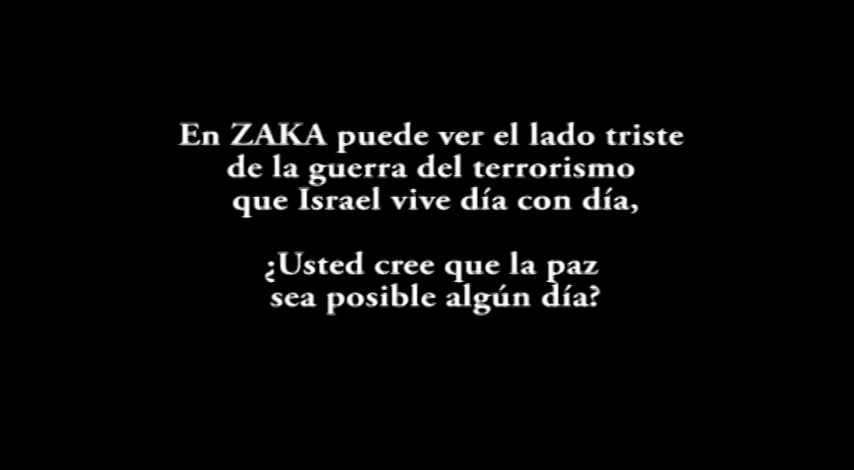 En ZAKA puede ver el lado triste
de la guerra del terrorismo
que Israel vive día con día,
¿Usted cree que la paz
sea posible algún día?